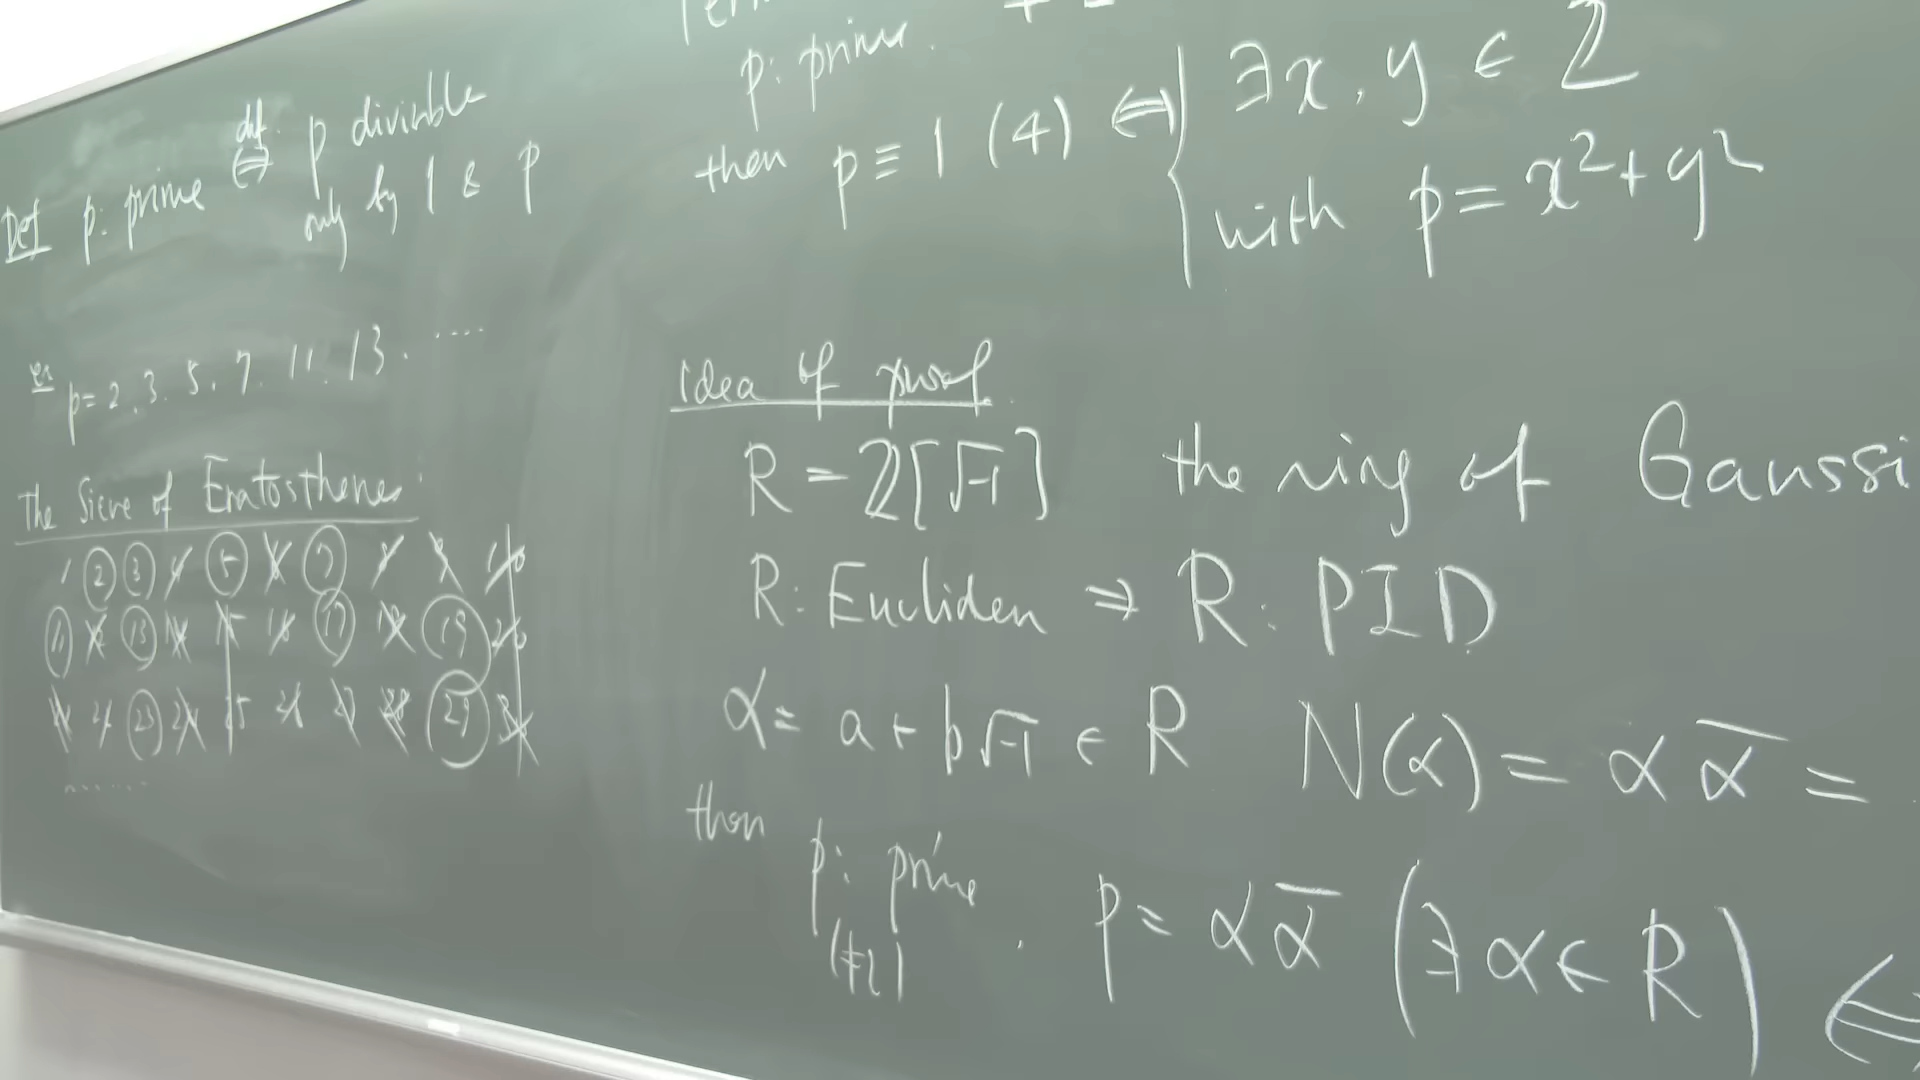 Def p: prime ⇔ def. p divisible
only by 1 & p
ex p = 2, 3. 5. 7. 11. 13. .....
The Sieve of Eratosthenes
1 2 3 4 5 6 7 8 9 10
11 12 13 14 15 16 17 18 19 20
21 22 23 24 25 26 27 28 29 30
........
p: prime.
then p ≡ 1 (4) ⇔ { ∃x, y ∈ ℤ
with p = x² + y²
idea of proof
R = ℤ[√-1] the ring of Gaussi
R: Eucliden ⇒ R: PID
α = a + b√-1 ∈ R N(α) = α ᾱ =
then
p: prime. p = αᾱ (∃α ∈ R) ⇔
(≠2)